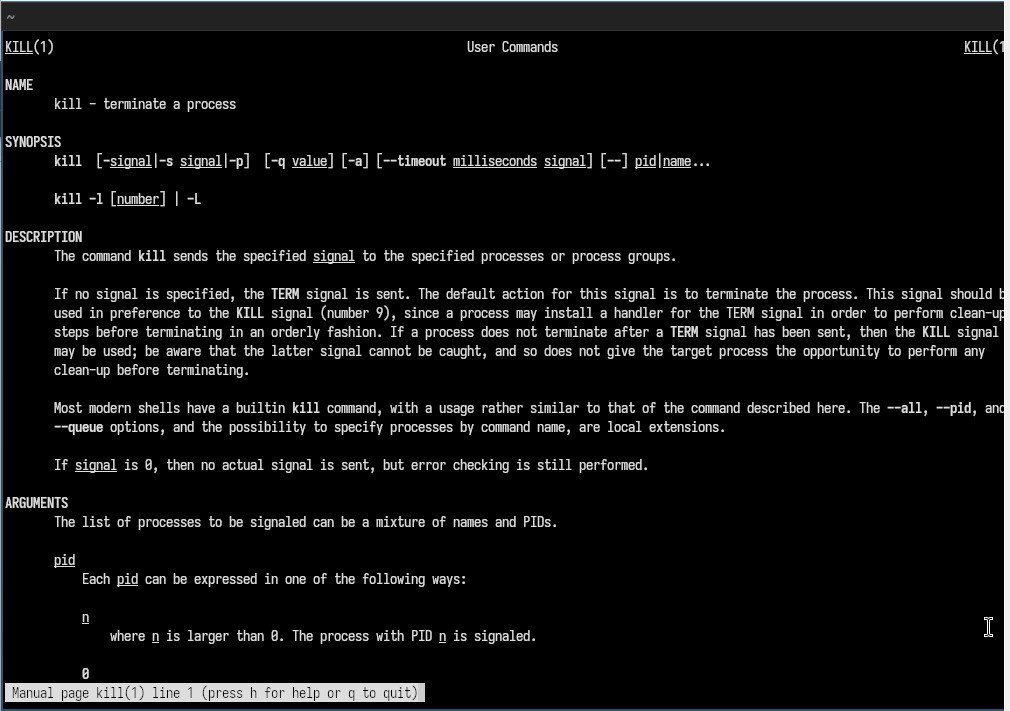 ~
KILL(1) User Commands KILL(1
NAME
kill - terminate a process
SYNOPSIS
kill [-signal|-s signal|-p] [-q value] [-a] [--timeout milliseconds signal] [--] pid|name...
kill -l [number] | -L
DESCRIPTION
The command kill sends the specified signal to the specified processes or process groups.
If no signal is specified, the TERM signal is sent. The default action for this signal is to terminate the process. This signal should b
used in preference to the KILL signal (number 9), since a process may install a handler for the TERM signal in order to perform clean-up
steps before terminating in an orderly fashion. If a process does not terminate after a TERM signal has been sent, then the KILL signal
may be used; be aware that the latter signal cannot be caught, and so does not give the target process the opportunity to perform any
clean-up before terminating.
Most modern shells have a builtin kill command, with a usage rather similar to that of the command described here. The --all, --pid, and
--queue options, and the possibility to specify processes by command name, are local extensions.
If signal is 0, then no actual signal is sent, but error checking is still performed.
ARGUMENTS
The list of processes to be signaled can be a mixture of names and PIDs.
pid
Each pid can be expressed in one of the following ways:
n
where n is larger than 0. The process with PID n is signaled.
0
Manual page kill(1) line 1 (press h for help or q to quit)